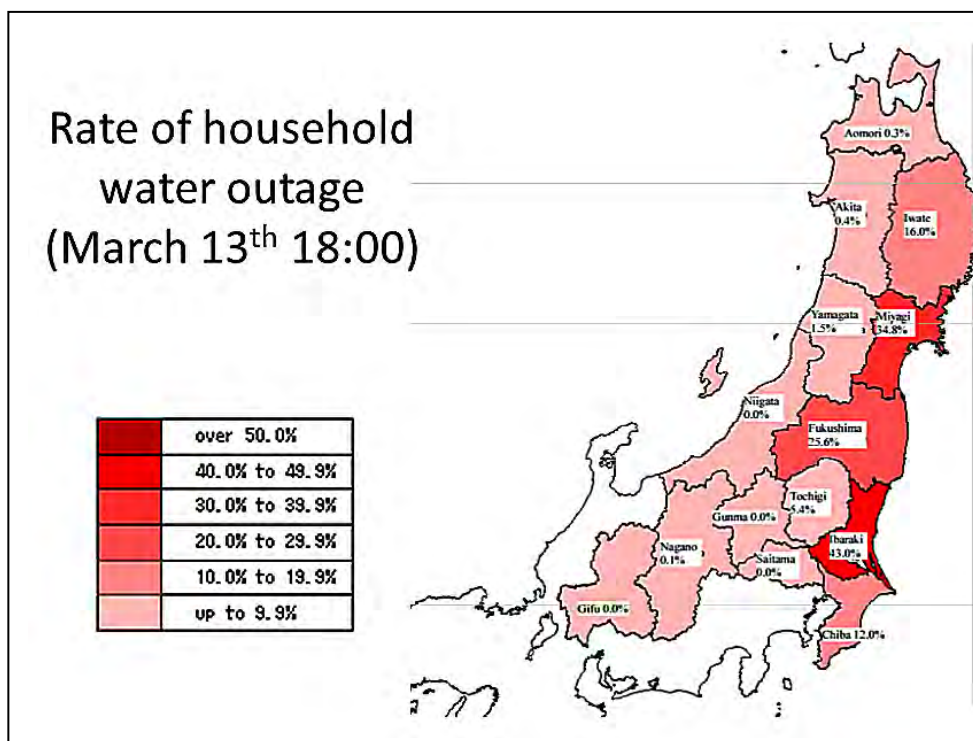 Rate of household
water outage
(March 13th 18:00)
over 50.0%
40.0% to 49.9%
30.0% to 39.9%
20.0% to 29.9%
10.0% to 19.9%
up to 9.9%
Aomori 0.3%
Akita
0.4%
Iwate
16.0%
Yamagata
1.5%
Miyagi
34.8%
Niigata
0.0%
Fukushima
25.6%
Tochigi
5.4%
Gunma 0.0%
Ibaraki
43.0%
Nagano
0.1%
Saitama
0.0%
Gifu 0.0%
Chiba 12.0%